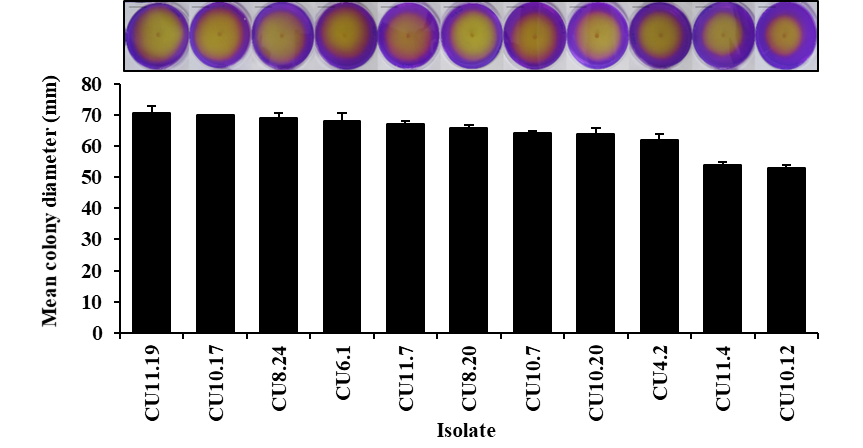 Mean colony diameter (mm)
80
70
60
50
40
30
20
10
0
CU11.19
CU10.17
CU8.24
CU6.1
CU11.7
CU8.20
CU10.7
CU10.20
CU4.2
CU11.4
CU10.12
Isolate